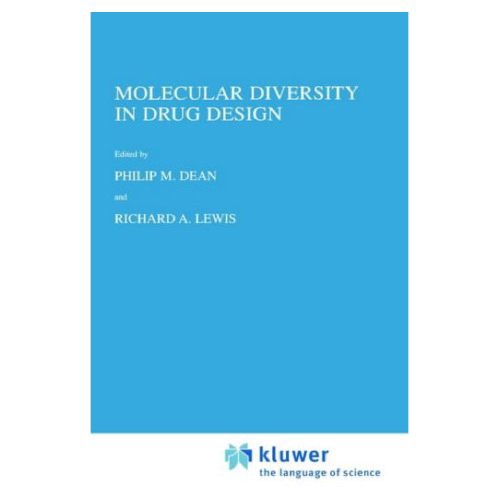 MOLECULAR DIVERSITY
IN DRUG DESIGN
Edited by
PHILIP M. DEAN
and
RICHARD A. LEWIS
kluwer
the language of science